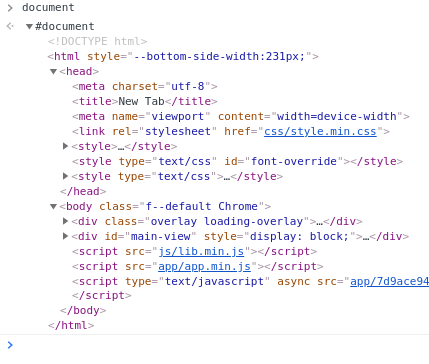 document
#document
<!DOCTYPE html>
<html style="--bottom-side-width:231px;">
<head>
<meta charset="utf-8">
<title>New Tab</title>
<meta name="viewport" content="width=device-width">
<link rel="stylesheet" href="css/style.min.css">
<style>…</style>
<style type="text/css" id="font-override"></style>
<style type="text/css">…</style>
</head>
<body class="f--default Chrome">
<div class="overlay loading-overlay">…</div>
<div id="main-view" style="display: block;">…</div>
<script src="js/lib.min.js"></script>
<script src="app/app.min.js"></script>
<script type="text/javascript" async src="app/7d9ace94
</script>
</body>
</html>